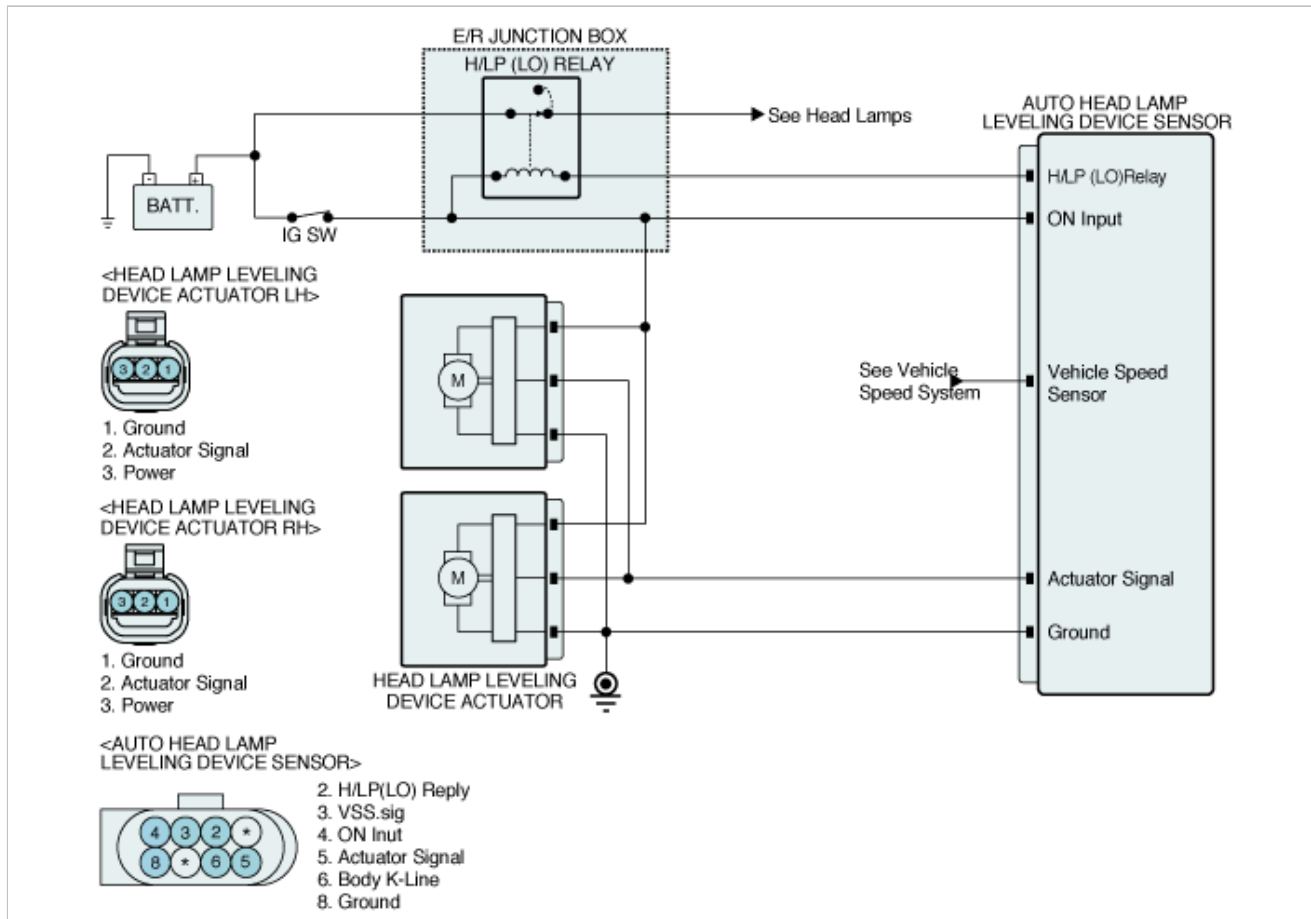 E/R JUNCTION BOX
H/LP (LO) RELAY
See Head Lamps
AUTO HEAD LAMP
LEVELING DEVICE SENSOR
H/LP (LO)Relay
- +
BATT.
IG SW
ON Input
<HEAD LAMP LEVELING
DEVICE ACTUATOR LH>
3 2 1
1. Ground
2. Actuator Signal
3. Power
M
See Vehicle
Speed System
Vehicle Speed
Sensor
<HEAD LAMP LEVELING
DEVICE ACTUATOR RH>
3 2 1
1. Ground
2. Actuator Signal
3. Power
M
Actuator Signal
Ground
HEAD LAMP LEVELING
DEVICE ACTUATOR
<AUTO HEAD LAMP
LEVELING DEVICE SENSOR>
4 3 2 *
8 * 6 5
2. H/LP(LO) Reply
3. VSS.sig
4. ON Inut
5. Actuator Signal
6. Body K-Line
8. Ground